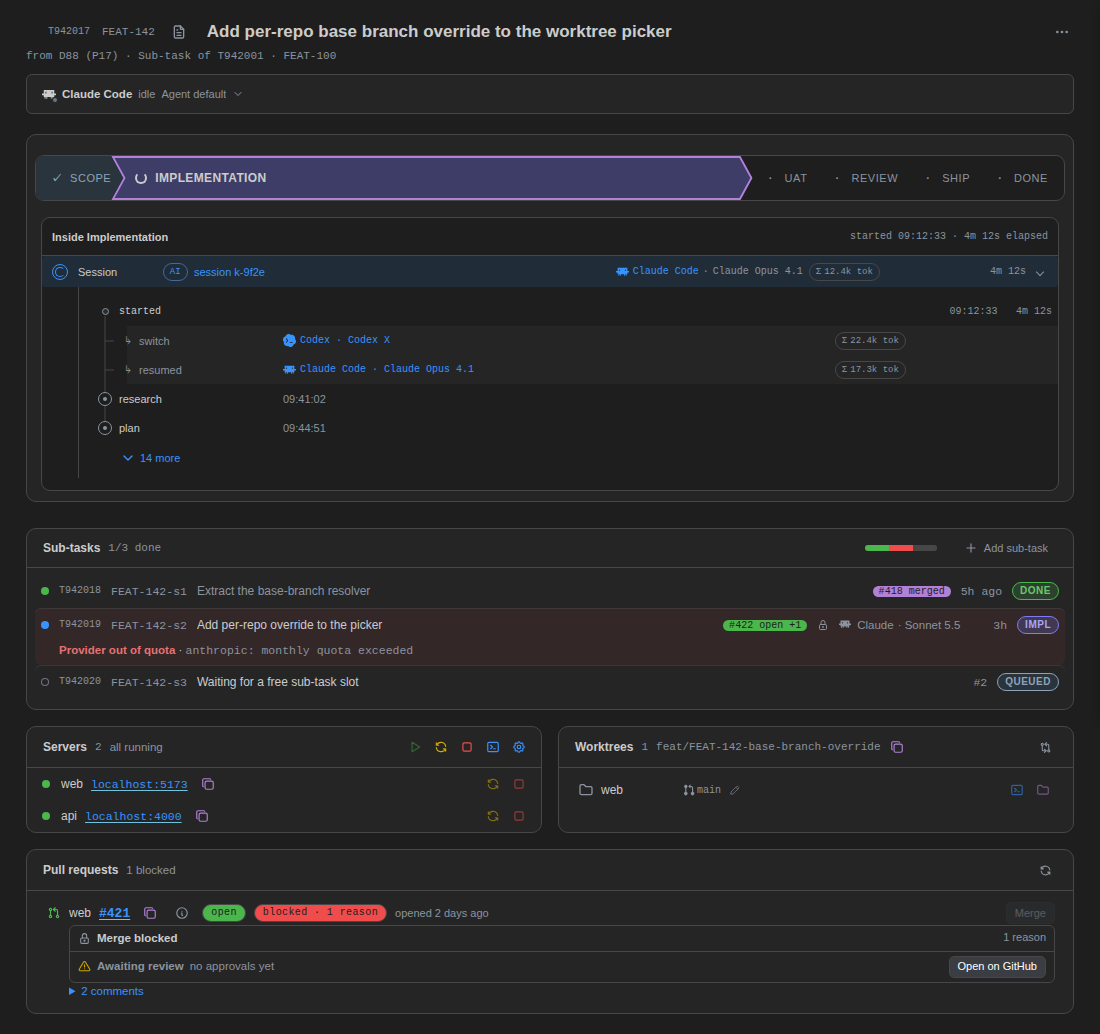 T942017 FEAT-142 Add per-repo base branch override to the worktree picker
from D88 (P17) · Sub-task of T942001 · FEAT-100
Claude Code idle Agent default
SCOPE IMPLEMENTATION · UAT · REVIEW · SHIP · DONE
Inside Implementation started 09:12:33 · 4m 12s elapsed
Session AI session k-9f2e Claude Code · Claude Opus 4.1 Σ 12.4k tok 4m 12s
started 09:12:33 4m 12s
↳ switch Codex · Codex X Σ 22.4k tok
↳ resumed Claude Code · Claude Opus 4.1 Σ 17.3k tok
research 09:41:02
plan 09:44:51
14 more
Sub-tasks 1/3 done Add sub-task
T942018 FEAT-142-s1 Extract the base-branch resolver #418 merged 5h ago DONE
T942019 FEAT-142-s2 Add per-repo override to the picker #422 open +1 Claude · Sonnet 5.5 3h IMPL
Provider out of quota · anthropic: monthly quota exceeded
T942020 FEAT-142-s3 Waiting for a free sub-task slot #2 QUEUED
Servers 2 all running
web localhost:5173
api localhost:4000
Worktrees 1 feat/FEAT-142-base-branch-override
web main
Pull requests 1 blocked
web #421 open blocked · 1 reason opened 2 days ago Merge
Merge blocked 1 reason
Awaiting review no approvals yet Open on GitHub
2 comments